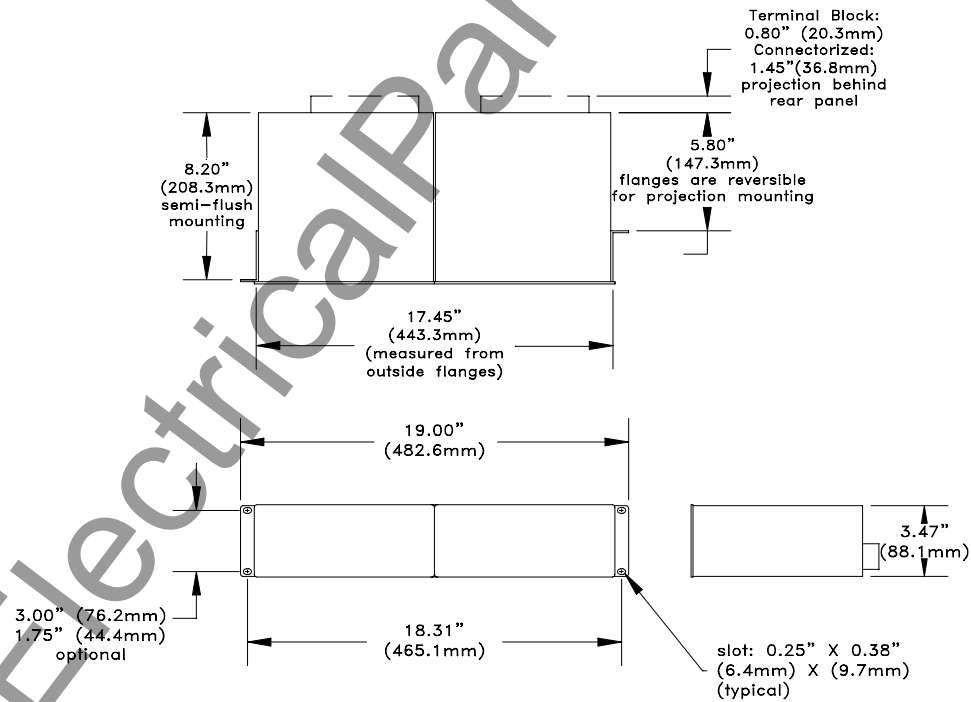 Terminal Block:
0.80” (20.3mm)
Connectorized:
1.45”(36.8mm)
projection behind
rear panel
8.20”
(208.3mm)
semi–flush
mounting
5.80”
(147.3mm)
flanges are reversible
for projection mounting
17.45”
(443.3mm)
(measured from
outside flanges)
19.00”
(482.6mm)
3.47”
(88.1mm)
3.00” (76.2mm)
1.75” (44.4mm)
optional
18.31”
(465.1mm)
slot: 0.25” X 0.38”
(6.4mm) X (9.7mm)
(typical)
ElectricalPar